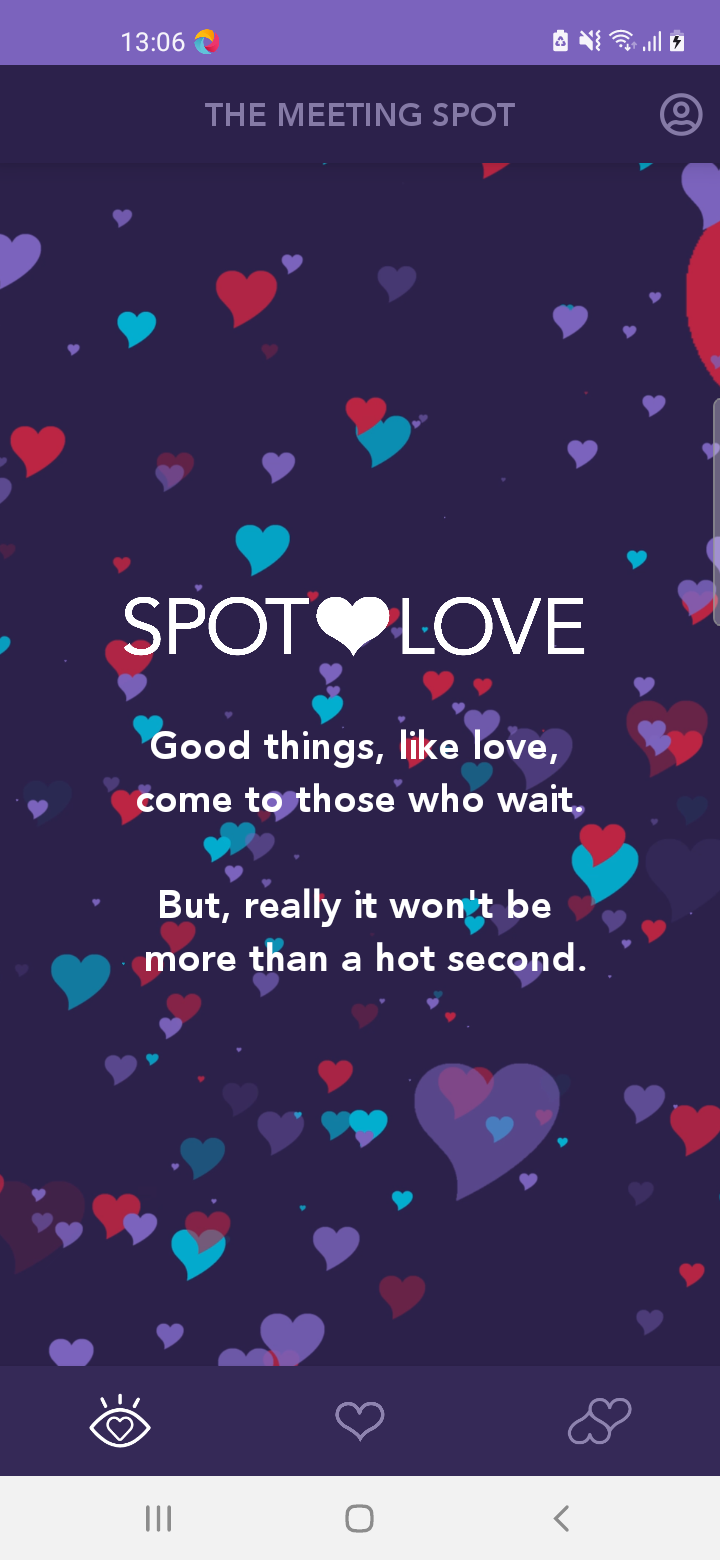 13:06
THE MEETING SPOT
SPOT LOVE
Good things, like love,
come to those who wait.
But, really it won't be
more than a hot second.